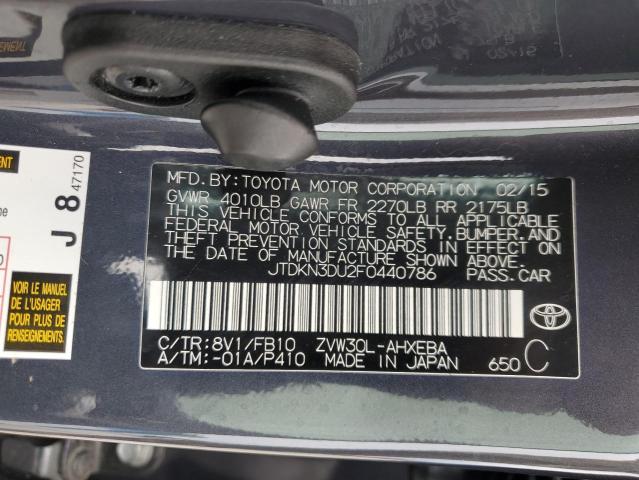 MFD. BY: TOYOTA MOTOR CORPORATION 02/15
GVWR 4010LB GAWR FR 2270LB RR 2175LB
THIS VEHICLE CONFORMS TO ALL APPLICABLE
FEDERAL MOTOR VEHICLE SAFETY, BUMPER, AND
THEFT PREVENTION STANDARDS IN EFFECT ON
THE DATE OF MANUFACTURE SHOWN ABOVE.
JTDKN3DU2F0440786 PASS. CAR
C/TR: 8V1/FB10 ZVW30L-AHXEBA
A/TM: -01A/P410 MADE IN JAPAN 650 C
J 8 47170
VOIR LE MANUEL
DE L'USAGER
POUR PLUS DE
RENSEIGNEMENTS